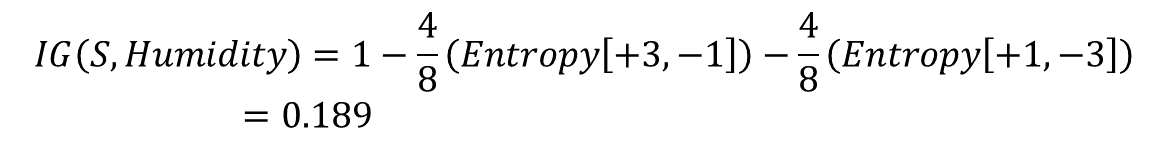 IG(S, Humidity) = 1 − 4/8 (Entropy[+3, −1]) − 4/8 (Entropy[+1, −3])
= 0.189